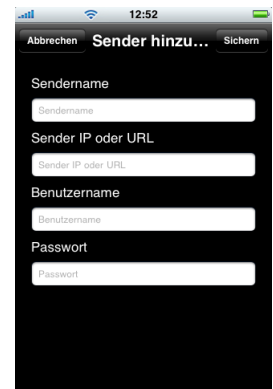 12:52
Abbrechen Sender hinzu... Sichern
Sendername
Sendername
Sender IP oder URL
Sender IP oder URL
Benutzername
Benutzername
Passwort
Passwort